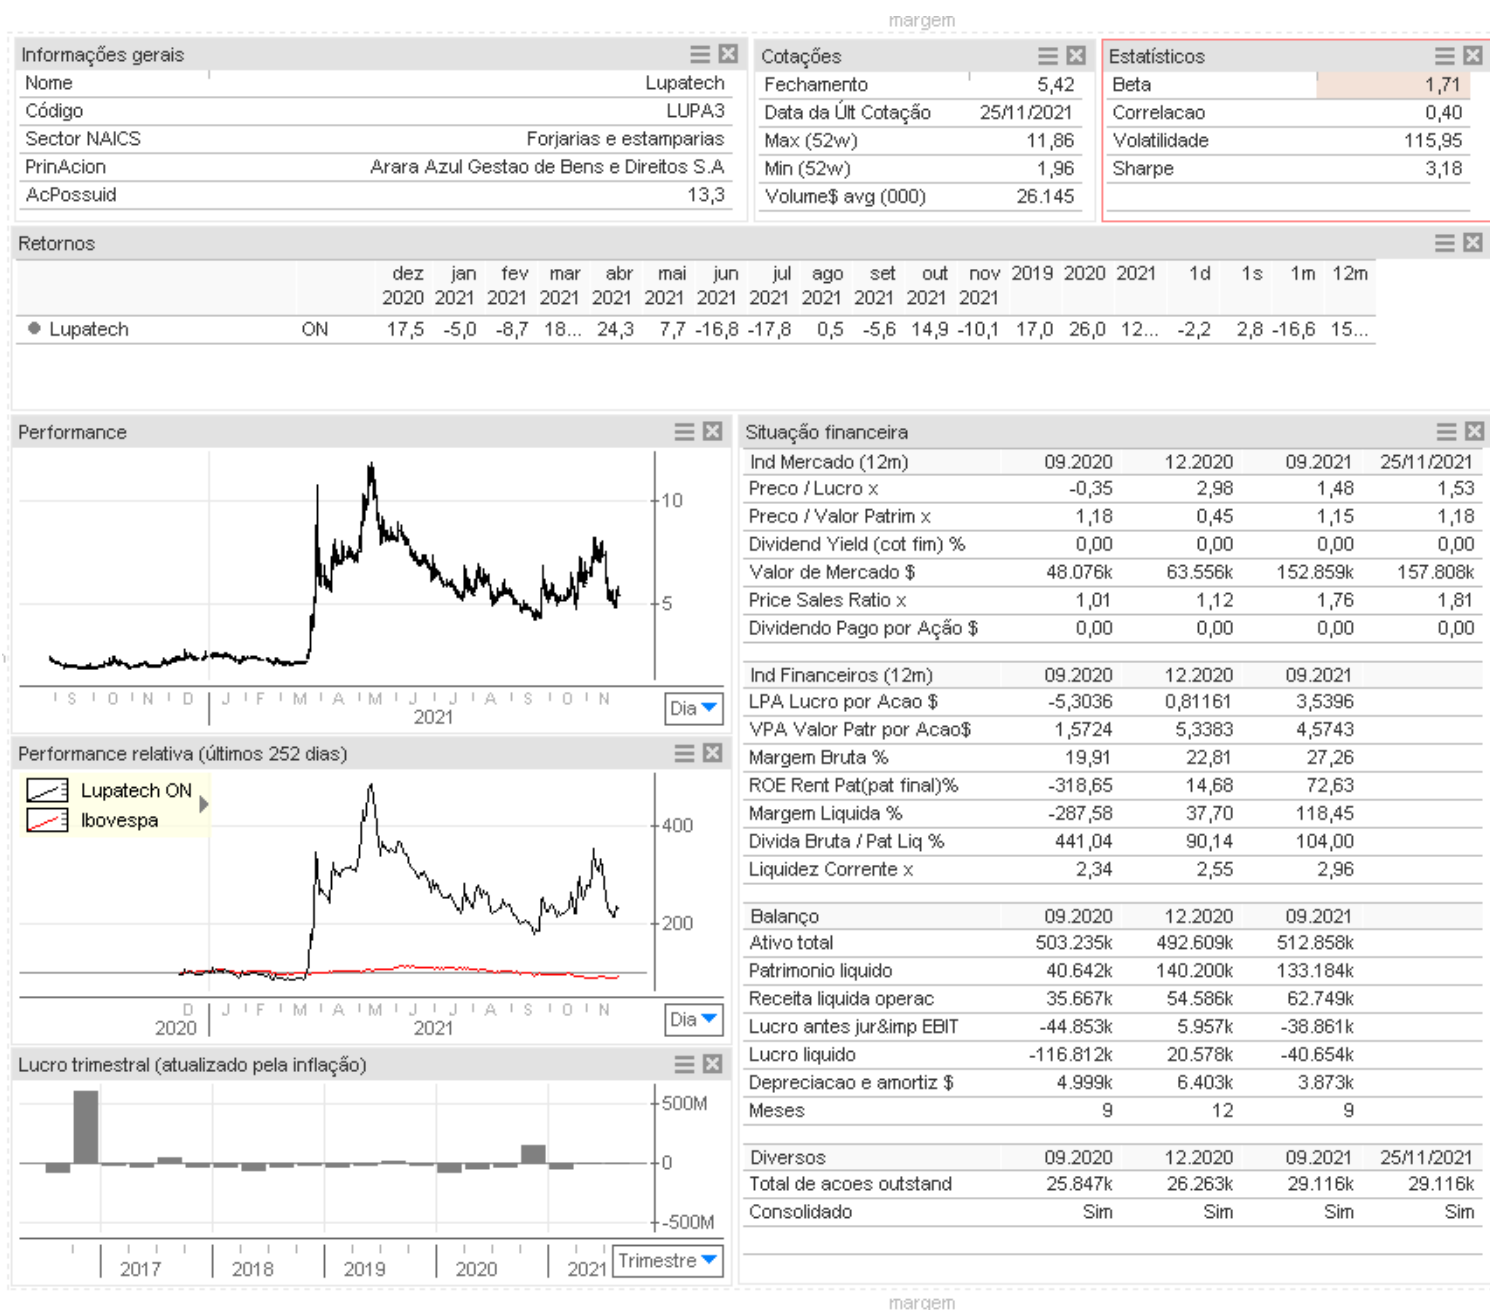 margem
Informações gerais
Nome Lupatech
Código LUPA3
Sector NAICS Forjarias e estamparias
PrinAcion Arara Azul Gestao de Bens e Direitos S.A
AcPossuid 13,3
Cotações
Fechamento 5,42
Data da Últ Cotação 25/11/2021
Max (52w) 11,86
Min (52w) 1,96
Volume$ avg (000) 26.145
Estatísticos
Beta 1,71
Correlacao 0,40
Volatilidade 115,95
Sharpe 3,18
Retornos
dez jan fev mar abr mai jun jul ago set out nov 2019 2020 2021 1d 1s 1m 12m
2020 2021 2021 2021 2021 2021 2021 2021 2021 2021 2021 2021
Lupatech ON 17,5 -5,0 -8,7 18... 24,3 7,7 -16,8 -17,8 0,5 -5,6 14,9 -10,1 17,0 26,0 12... -2,2 2,8 -16,6 15...
Performance
10
5
S O N D J F M A M J J A S O N
2021
Dia
Performance relativa (últimos 252 dias)
Lupatech ON
Ibovespa
400
200
D J F M A M J J A S O N
2020 2021
Dia
Lucro trimestral (atualizado pela inflação)
500M
0
-500M
2017 2018 2019 2020 2021
Trimestre
Situação financeira
Ind Mercado (12m) 09.2020 12.2020 09.2021 25/11/2021
Preco / Lucro x -0,35 2,98 1,48 1,53
Preco / Valor Patrim x 1,18 0,45 1,15 1,18
Dividend Yield (cot fim) % 0,00 0,00 0,00 0,00
Valor de Mercado $ 48.076k 63.556k 152.859k 157.808k
Price Sales Ratio x 1,01 1,12 1,76 1,81
Dividendo Pago por Ação $ 0,00 0,00 0,00 0,00
Ind Financeiros (12m) 09.2020 12.2020 09.2021
LPA Lucro por Acao $ -5,3036 0,81161 3,5396
VPA Valor Patr por Acao$ 1,5724 5,3383 4,5743
Margem Bruta % 19,91 22,81 27,26
ROE Rent Pat(pat final)% -318,65 14,68 72,63
Margem Liquida % -287,58 37,70 118,45
Divida Bruta / Pat Liq % 441,04 90,14 104,00
Liquidez Corrente x 2,34 2,55 2,96
Balanço 09.2020 12.2020 09.2021
Ativo total 503.235k 492.609k 512.858k
Patrimonio liquido 40.642k 140.200k 133.184k
Receita liquida operac 35.667k 54.586k 62.749k
Lucro antes jur&imp EBIT -44.853k 5.957k -38.861k
Lucro liquido -116.812k 20.578k -40.654k
Depreciacao e amortiz $ 4.999k 6.403k 3.873k
Meses 9 12 9
Diversos 09.2020 12.2020 09.2021 25/11/2021
Total de acoes outstand 25.847k 26.263k 29.116k 29.116k
Consolidado Sim Sim Sim Sim
margem